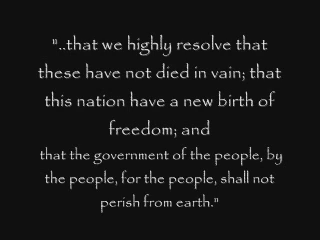 "..that we highly resolve that
these have not died in vain; that
this nation have a new birth of
freedom; and
that the government of the people, by
the people, for the people, shall not
perish from earth."